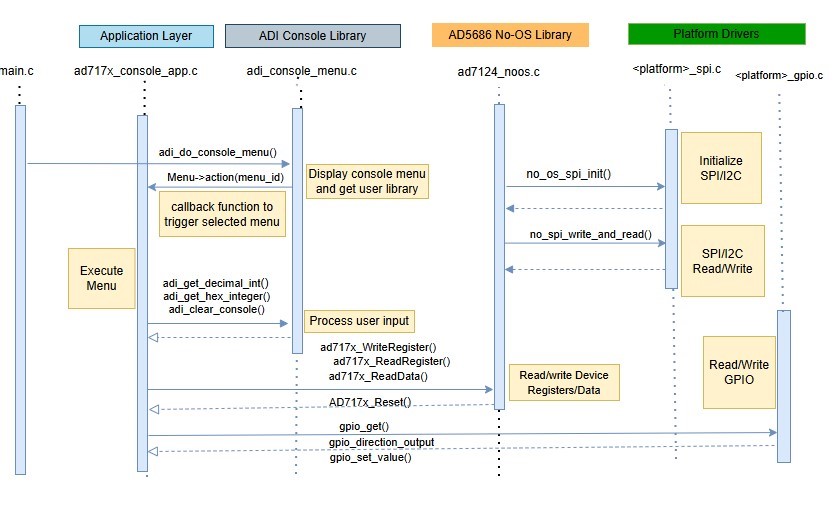 Application Layer
ADI Console Library
AD5686 No-OS Library
Platform Drivers
main.c
ad717x_console_app.c
adi_console_menu.c
ad7124_noos.c
<platform>_spi.c
<platform>_gpio.c
adi_do_console_menu()
Menu->action(menu_id)
Display console menu
and get user library
callback function to
trigger selected menu
no_os_spi_init()
Initialize
SPI/I2C
no_spi_write_and_read()
SPI/I2C
Read/Write
Execute
Menu
adi_get_decimal_int()
adi_get_hex_integer()
adi_clear_console()
Process user input
ad717x_WriteRegister()
ad717x_ReadRegister()
ad717x_ReadData()
Read/write Device
Registers/Data
Read/Write
GPIO
AD717x_Reset()
gpio_get()
gpio_direction_output
gpio_set_value()